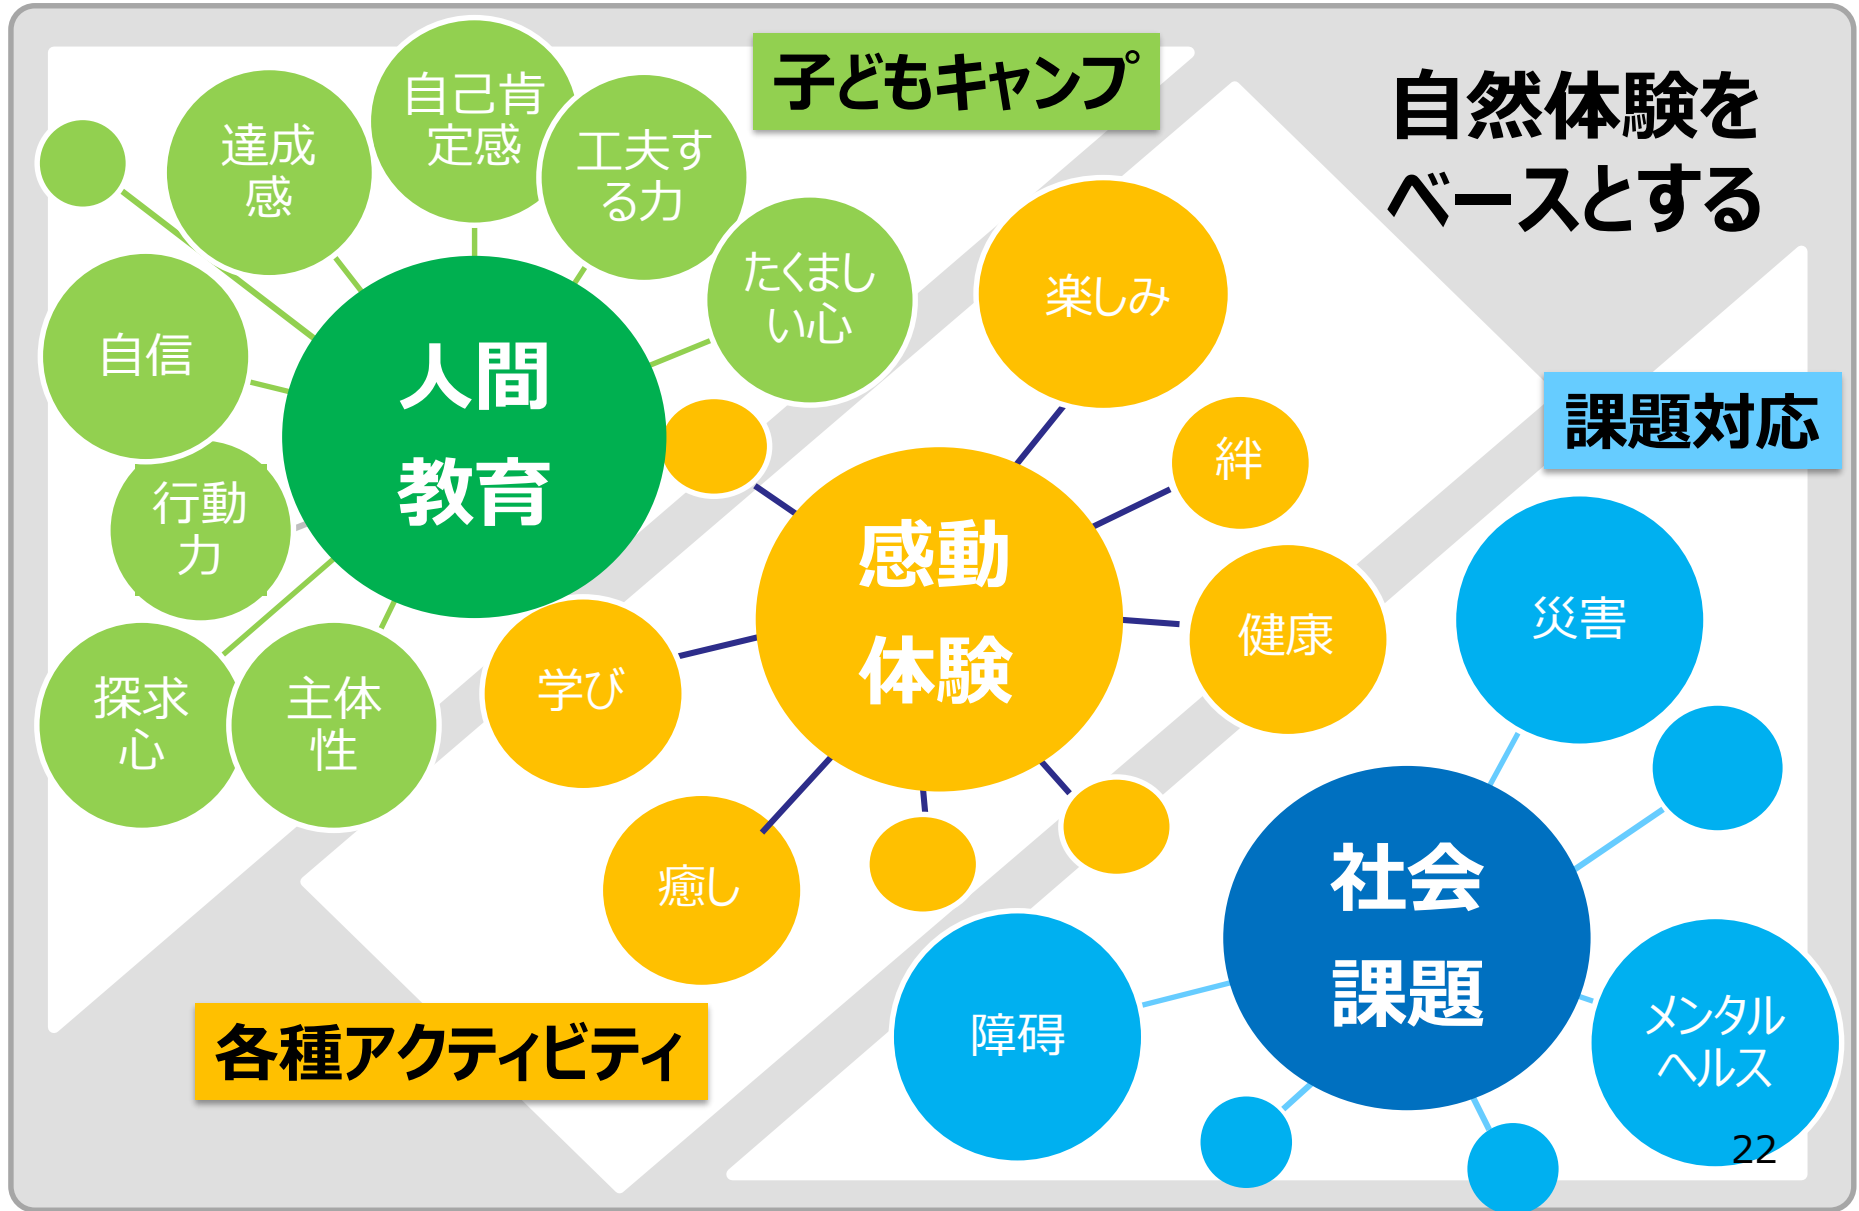 子どもキャンプ
自然体験を
ベースとする
自己肯
定感
達成
感
工夫す
る力
たくまし
い心
自信
人間
教育
行動
力
探求
心
主体
性
楽しみ
絆
感動
体験
健康
学び
癒し
各種アクティビティ
課題対応
災害
社会
課題
障碍
メンタル
ヘルス
22